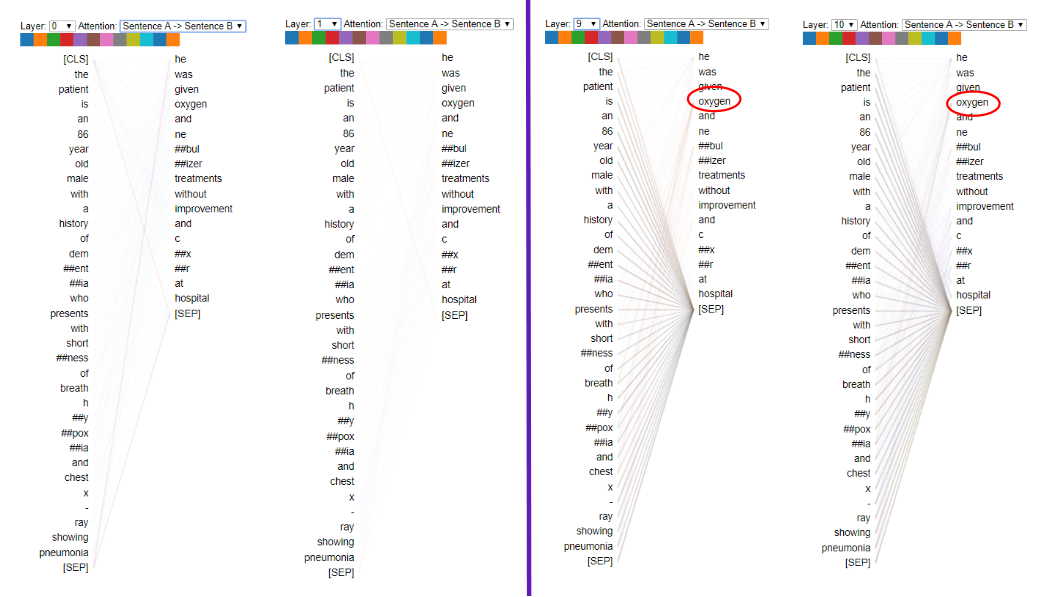 Layer: 0 Attention: Sentence A -> Sentence B
[CLS]
the
patient
is
an
86
year
old
male
with
a
history
of
dem
##ent
##ia
who
presents
with
short
##ness
of
breath
h
##y
##pox
##ia
and
chest
x
-
ray
showing
pneumonia
[SEP]
he
was
given
oxygen
and
ne
##bul
##izer
treatments
without
improvement
and
c
##x
##r
at
hospital
[SEP]
Layer: 1 Attention: Sentence A -> Sentence B
[CLS]
the
patient
is
an
86
year
old
male
with
a
history
of
dem
##ent
##ia
who
presents
with
short
##ness
of
breath
h
##y
##pox
##ia
and
chest
x
-
ray
showing
pneumonia
[SEP]
he
was
given
oxygen
and
ne
##bul
##izer
treatments
without
improvement
and
c
##x
##r
at
hospital
[SEP]
Layer: 9 Attention: Sentence A -> Sentence B
[CLS]
the
patient
is
an
86
year
old
male
with
a
history
of
dem
##ent
##ia
who
presents
with
short
##ness
of
breath
h
##y
##pox
##ia
and
chest
x
-
ray
showing
pneumonia
[SEP]
he
was
given
oxygen
and
ne
##bul
##izer
treatments
without
improvement
and
c
##x
##r
at
hospital
[SEP]
Layer: 10 Attention: Sentence A -> Sentence B
[CLS]
the
patient
is
an
86
year
old
male
with
a
history
of
dem
##ent
##ia
who
presents
with
short
##ness
of
breath
h
##y
##pox
##ia
and
chest
x
-
ray
showing
pneumonia
[SEP]
he
was
given
oxygen
and
ne
##bul
##izer
treatments
without
improvement
and
c
##x
##r
at
hospital
[SEP]